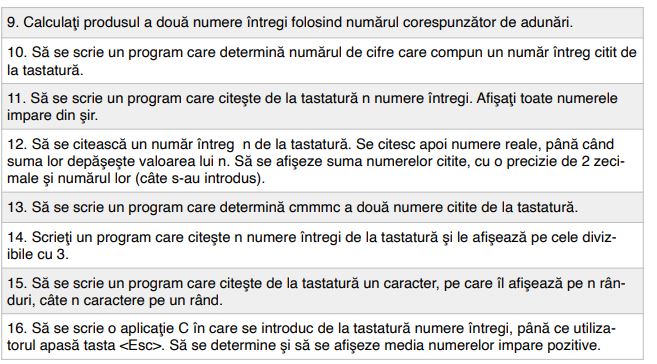 9. Calculaţi produsul a două numere întregi folosind numărul corespunzător de adunări.
10. Să se scrie un program care determină numărul de cifre care compun un număr întreg citit de
la tastatură.
11. Să se scrie un program care citeşte de la tastatură n numere întregi. Afişaţi toate numerele
impare din şir.
12. Să se citească un număr întreg  n de la tastatură. Se citesc apoi numere reale, până când
suma lor depăşeşte valoarea lui n. Să se afişeze suma numerelor citite, cu o precizie de 2 zeci-
male şi numărul lor (câte s-au introdus).
13. Să se scrie un program care determină cmmmc a două numere citite de la tastatură.
14. Scrieţi un program care citeşte n numere întregi de la tastatură şi le afişează pe cele divizi-
bile cu 3.
15. Să se scrie un program care citeşte de la tastatură un caracter, pe care îl afişează pe n rân-
duri, câte n caractere pe un rând.
16. Să se scrie o aplicaţie C în care se introduc de la tastatură numere întregi, până ce utiliza-
torul apasă tasta <Esc>. Să se determine şi să se afişeze media numerelor impare pozitive.